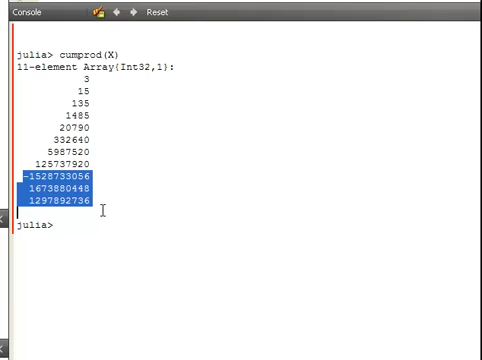 Console Reset
julia> cumprod(X)
11-element Array{Int32,1}:
3
15
135
1485
20790
332640
5987520
125737920
-1528733056
1673880448
1297892736
julia>